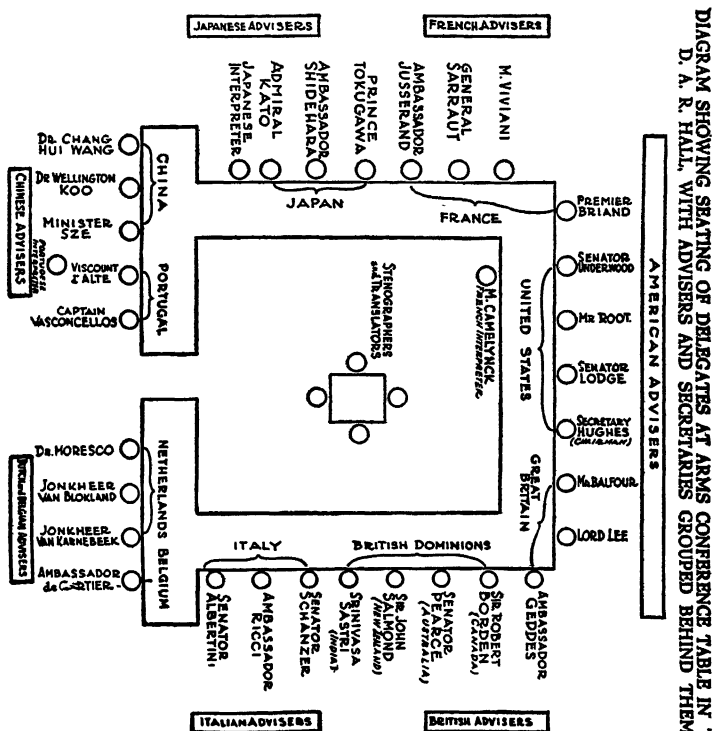 DIAGRAM SHOWING SEATING OF DELEGATES AT ARMS CONFERENCE TABLE IN
D. A. R. HALL, WITH ADVISERS AND SECRETARIES GROUPED BEHIND THEM
AMERICAN ADVISERS
JAPANESE ADVISERS
FRENCH ADVISERS
JAPANESE
INTERPRETER
ADMIRAL
KATO
AMBASSADOR
SHIDEHARA
PRINCE
TOKUGAWA
AMBASSADOR
JUSSERAND
GENERAL
SARRAUT
M. VIVIANI
JAPAN
FRANCE
PREMIER
BRIAND
SENATOR
UNDERWOOD
MR ROOT
SENATOR
LODGE
SECRETARY
HUGHES
(CHAIRMAN)
UNITED STATES
MR BALFOUR
LORD LEE
GREAT
BRITAIN
DR. CHANG
HUI WANG
DR WELLINGTON
KOO
MINISTER
SZE
CHINA
CHINESE ADVISERS
PORTUGUESE
INTERPRETER
VISCOUNT
D'ALTE
CAPTAIN
VASCONCELLOS
PORTUGAL
STENOGRAPHERS
and TRANSLATORS
M. CAMELYNCK
FRENCH INTERPRETER
DR. MORESCO
JONKHEER
VAN BLOKLAND
JONKHEER
VAN KARNEBEEK
AMBASSADOR
de CARTIER
NETHERLANDS
BELGIUM
DUTCH and BELGIAN ADVISERS
ITALY
BRITISH DOMINIONS
SENATOR
ALBERTINI
AMBASSADOR
RICCI
SENATOR
SCHANZER
SRINIVASA
SASTRI
(INDIA)
SIR JOHN
SALMOND
(NEW ZEALAND)
SENATOR
PEARCE
(AUSTRALIA)
SIR ROBERT
BORDEN
(CANADA)
AMBASSADOR
GEDDES
ITALIAN ADVISERS
BRITISH ADVISERS